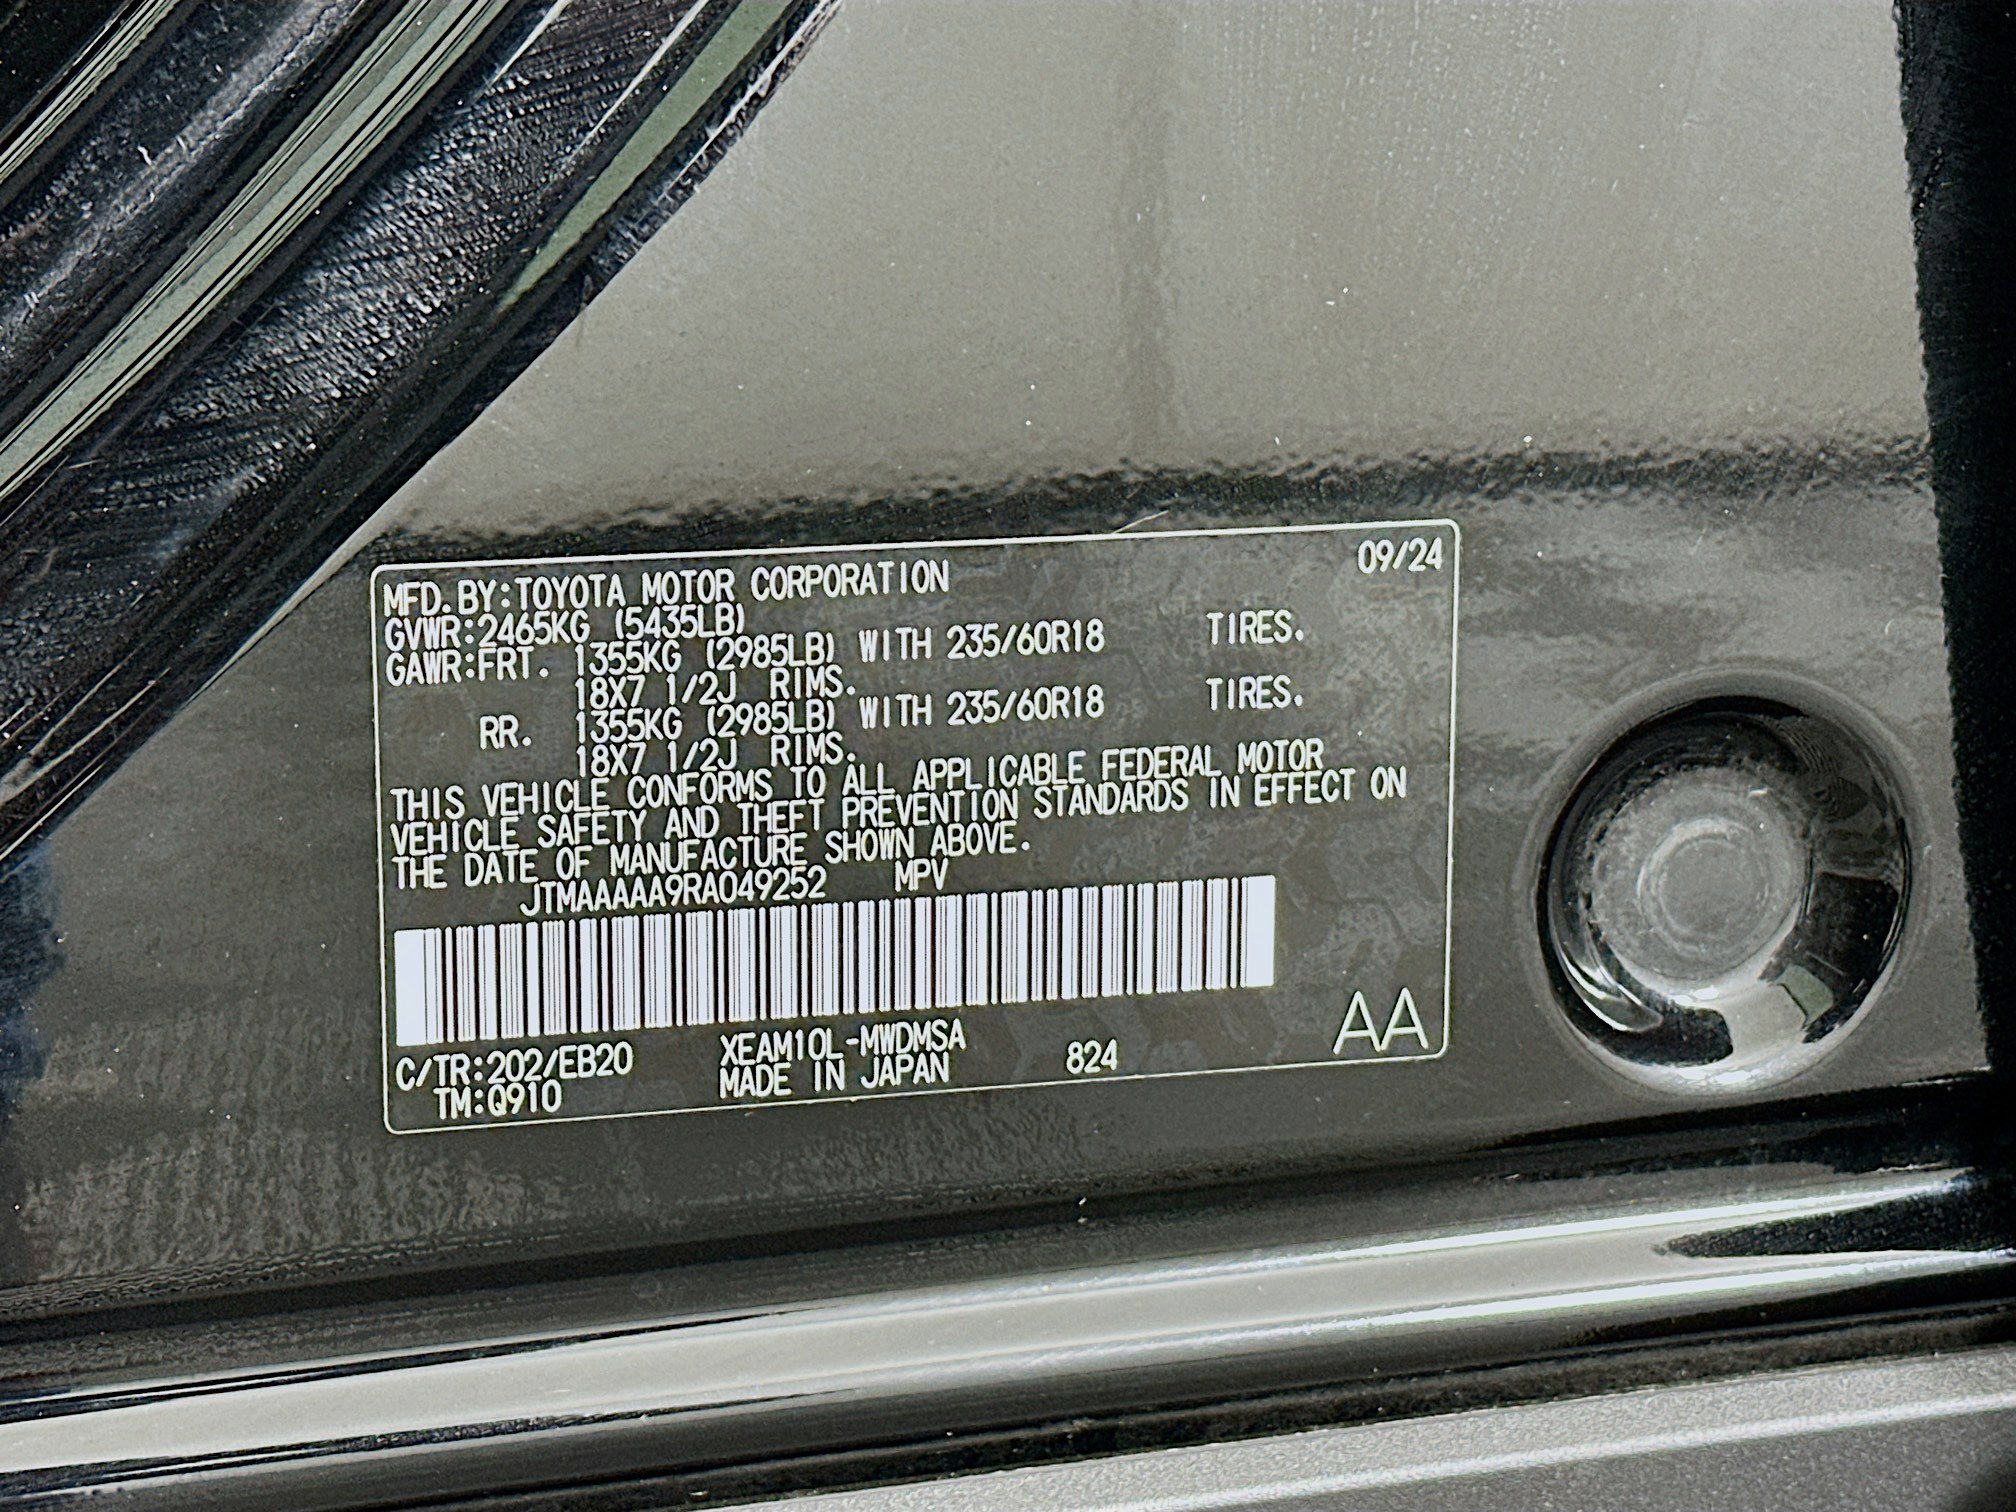 MFD.BY:TOYOTA MOTOR CORPORATION 09/24
GVWR:2465KG (5435LB)
GAWR:FRT. 1355KG (2985LB) WITH 235/60R18 TIRES.
18X7 1/2J RIMS.
RR. 1355KG (2985LB) WITH 235/60R18 TIRES.
18X7 1/2J RIMS.
THIS VEHICLE CONFORMS TO ALL APPLICABLE FEDERAL MOTOR
VEHICLE SAFETY AND THEFT PREVENTION STANDARDS IN EFFECT ON
THE DATE OF MANUFACTURE SHOWN ABOVE.
JTMAAAAA9RA049252 MPV
C/TR:202/EB20 XEAM10L-MWDMSA 824 AA
TM:Q910 MADE IN JAPAN